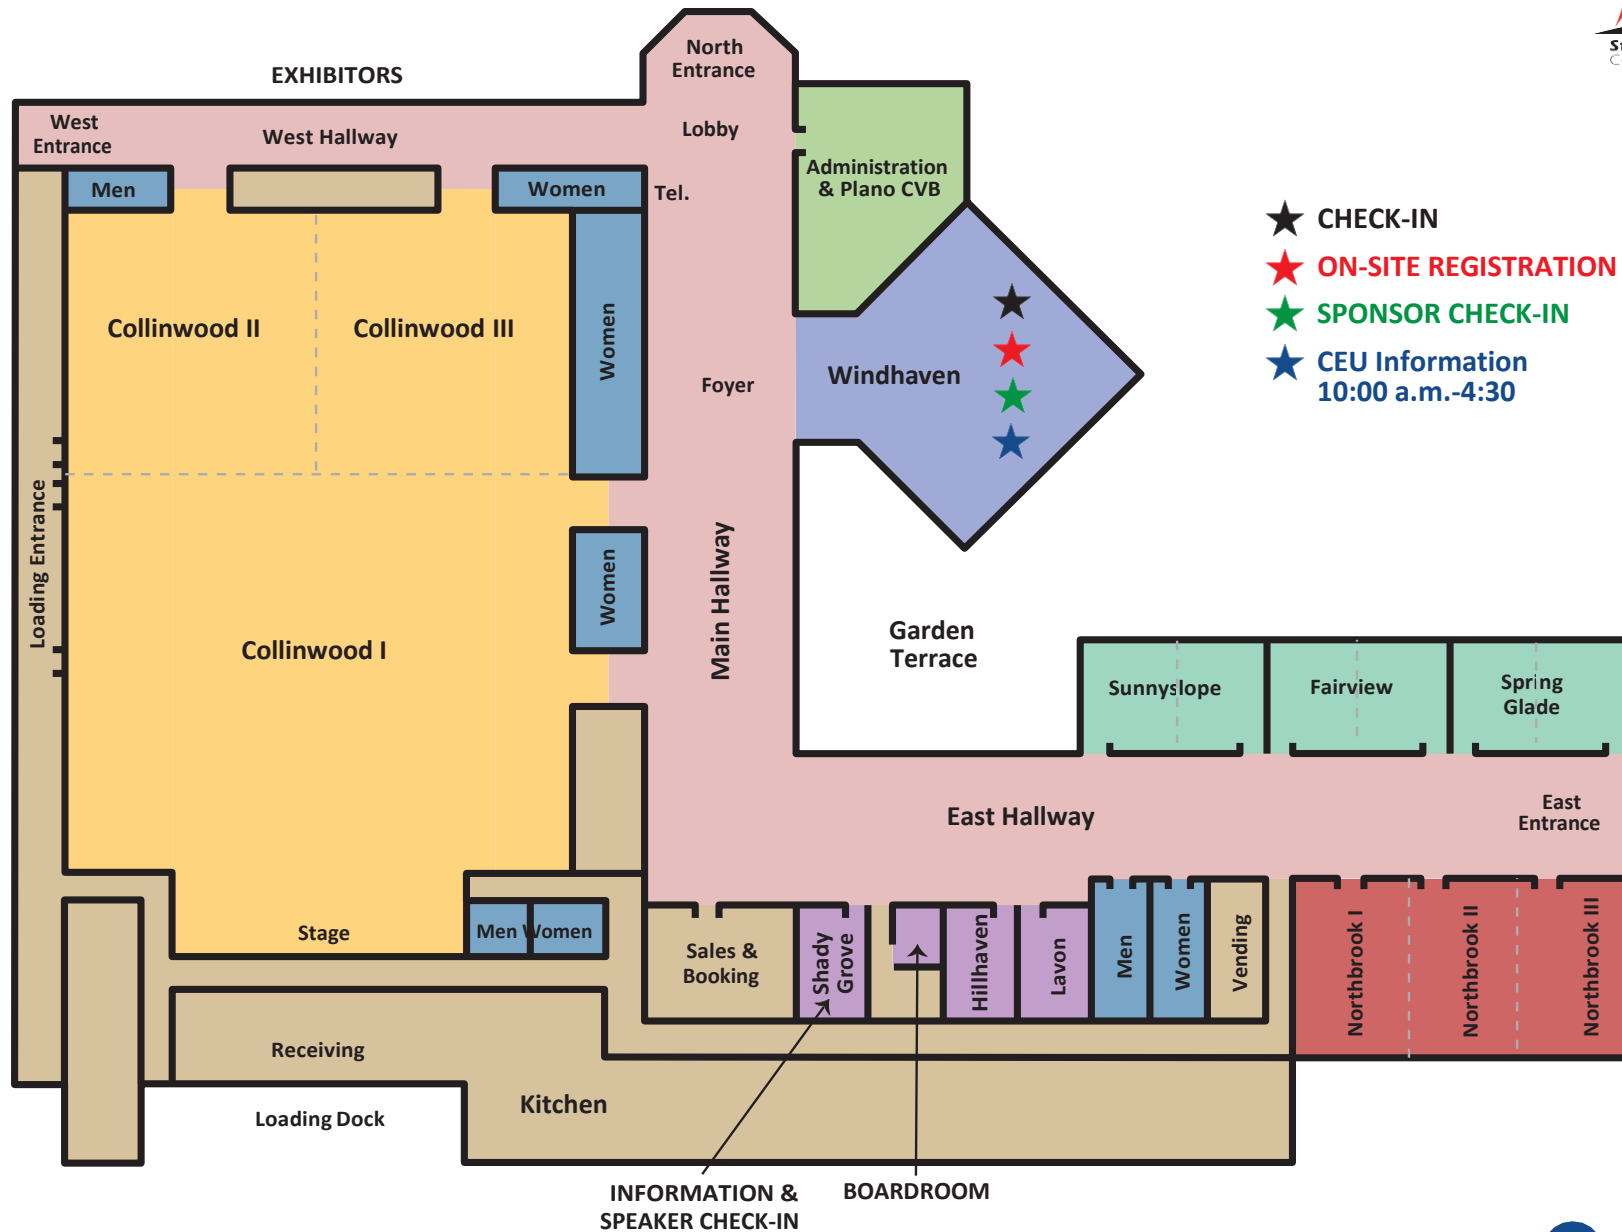 EXHIBITORS
North
Entrance
West
Entrance
West Hallway
Lobby
Men
Women
Tel.
Administration
& Plano CVB
CHECK-IN
ON-SITE REGISTRATION
SPONSOR CHECK-IN
CEU Information
10:00 a.m.-4:30
Collinwood II
Collinwood III
Women
Foyer
Windhaven
Loading Entrance
Women
Main Hallway
Collinwood I
Garden
Terrace
Sunnyslope
Fairview
Spring
Glade
East Hallway
East
Entrance
Stage
Men Women
Sales &
Booking
Shady
Grove
Hillhaven
Lavon
Men
Women
Vending
Northbrook I
Northbrook II
Northbrook III
Receiving
Kitchen
Loading Dock
INFORMATION &
SPEAKER CHECK-IN
BOARDROOM